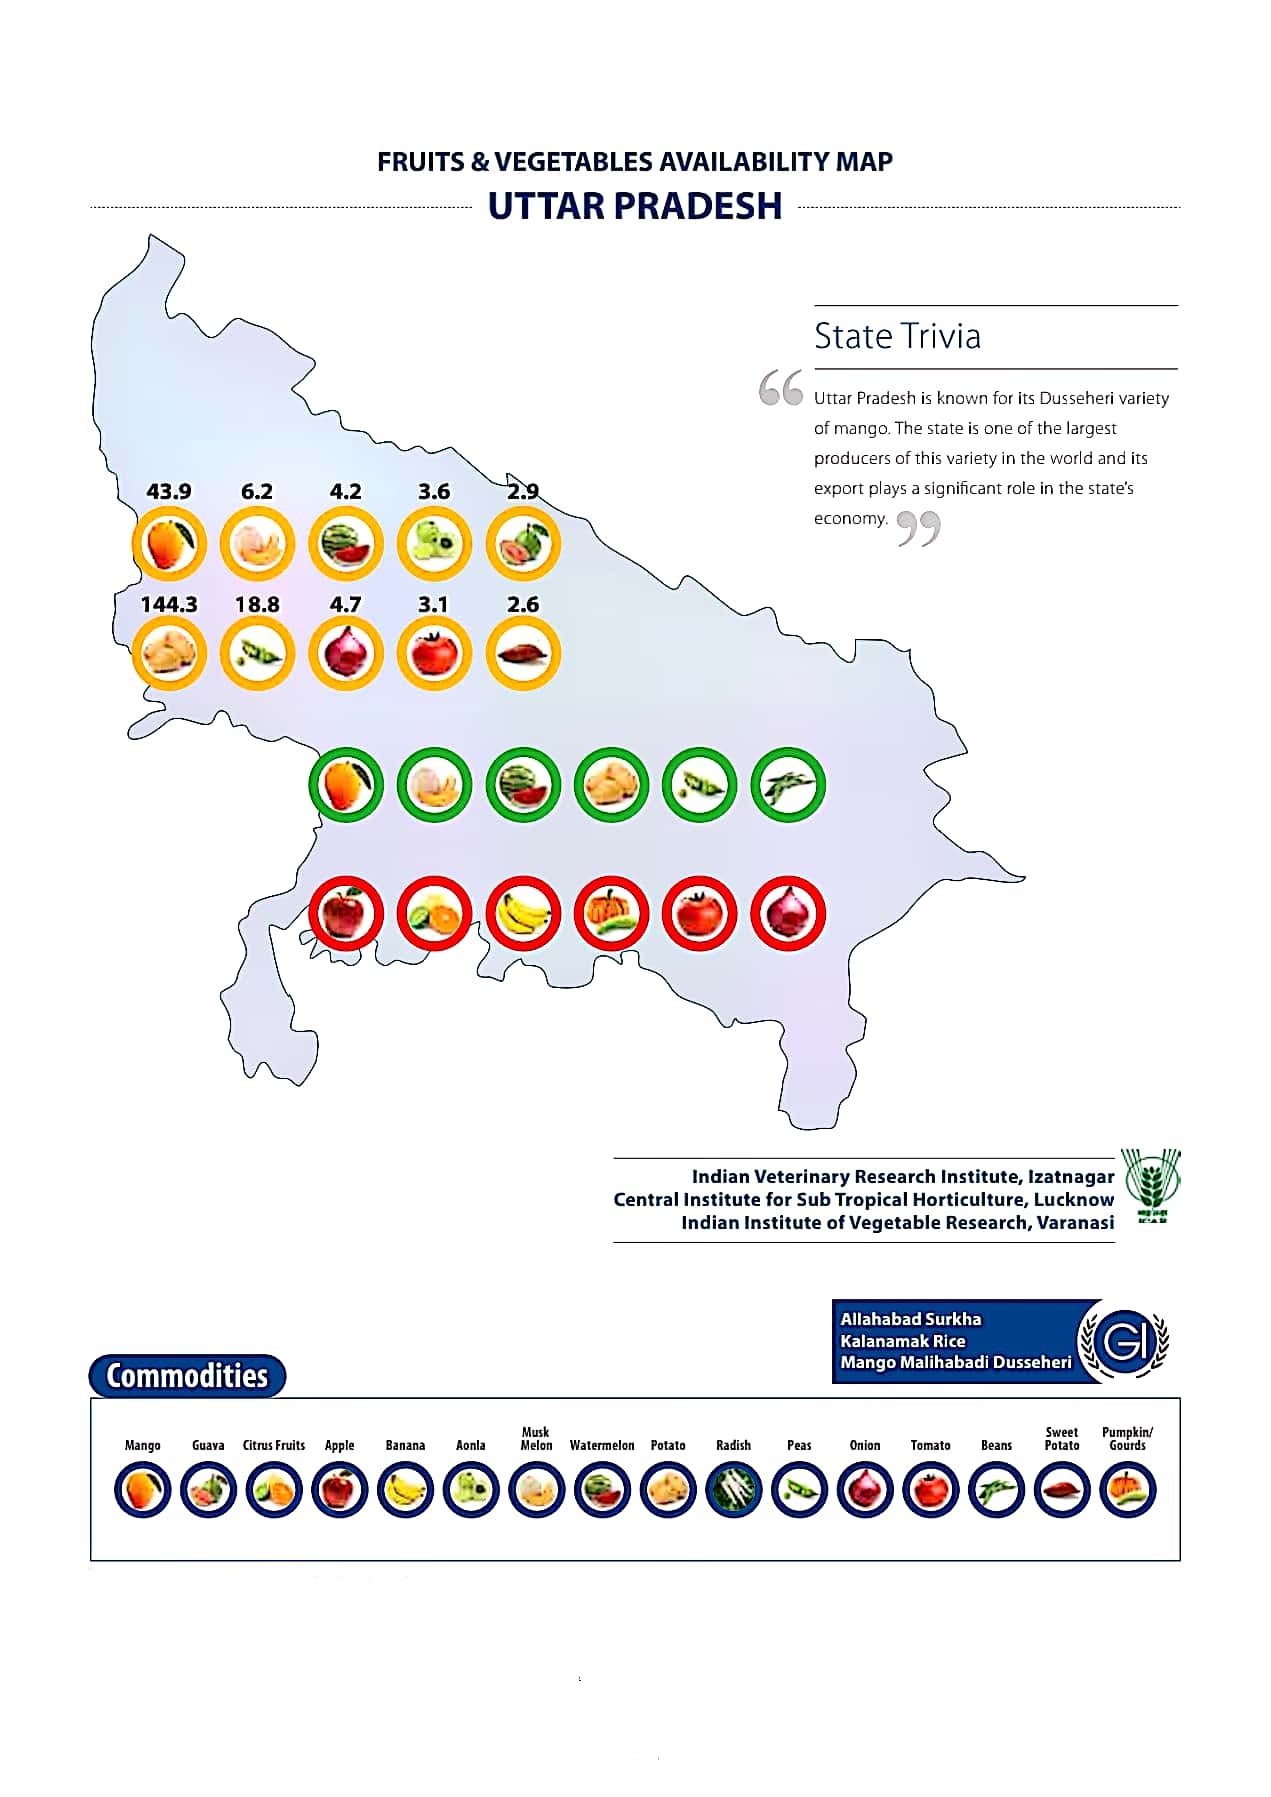 FRUITS & VEGETABLES AVAILABILITY MAP
UTTAR PRADESH
State Trivia
“ Uttar Pradesh is known for its Dusseheri variety
of mango. The state is one of the largest
producers of this variety in the world and its
export plays a significant role in the state's
economy. ”
43.9 6.2 4.2 3.6 2.9
144.3 18.8 4.7 3.1 2.6
Indian Veterinary Research Institute, Izatnagar
Central Institute for Sub Tropical Horticulture, Lucknow
Indian Institute of Vegetable Research, Varanasi
Allahabad Surkha
Kalanamak Rice
Mango Malihabadi Dusseheri
GI
Commodities
Mango Guava Citrus Fruits Apple Banana Aonla Musk Melon Watermelon Potato Radish Peas Onion Tomato Beans Sweet Potato Pumpkin/ Gourds